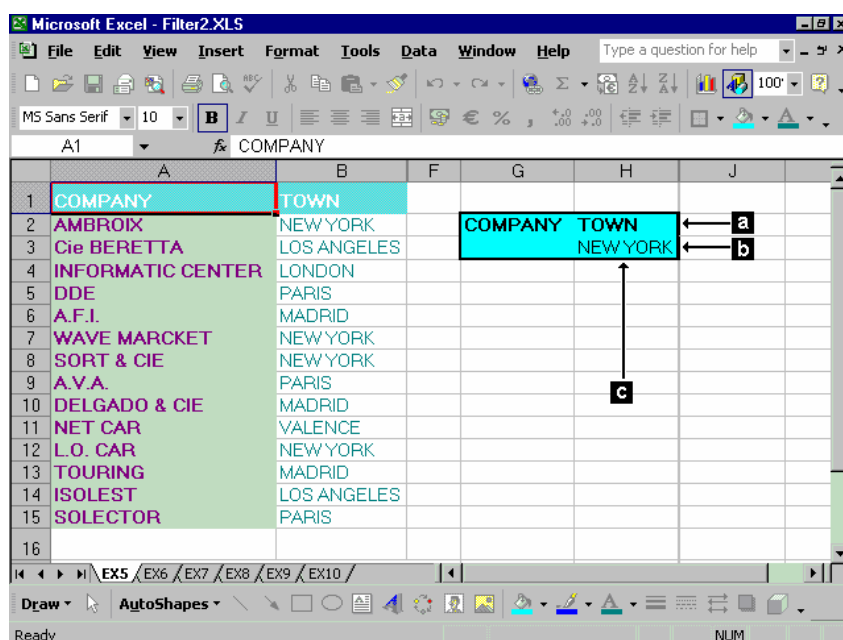 Microsoft Excel - Filter2.XLS
File Edit View Insert Format Tools Data Window Help Type a question for help
ABC Σ A Z Z A 100 ?
MS Sans Serif 10 B I U € % , A
A1 fx COMPANY
A B F G H J
1 COMPANY TOWN
2 AMBROIX NEW YORK COMPANY TOWN a
3 Cie BERETTA LOS ANGELES NEW YORK b
4 INFORMATIC CENTER LONDON
5 DDE PARIS
6 A.F.I. MADRID
7 WAVE MARCKET NEW YORK
8 SORT & CIE NEW YORK
9 A.V.A. PARIS c
10 DELGADO & CIE MADRID
11 NET CAR VALENCE
12 L.O. CAR NEW YORK
13 TOURING MADRID
14 ISOLEST LOS ANGELES
15 SOLECTOR PARIS
16
EX5 EX6 EX7 EX8 EX9 EX10
Draw AutoShapes A A
Ready NUM